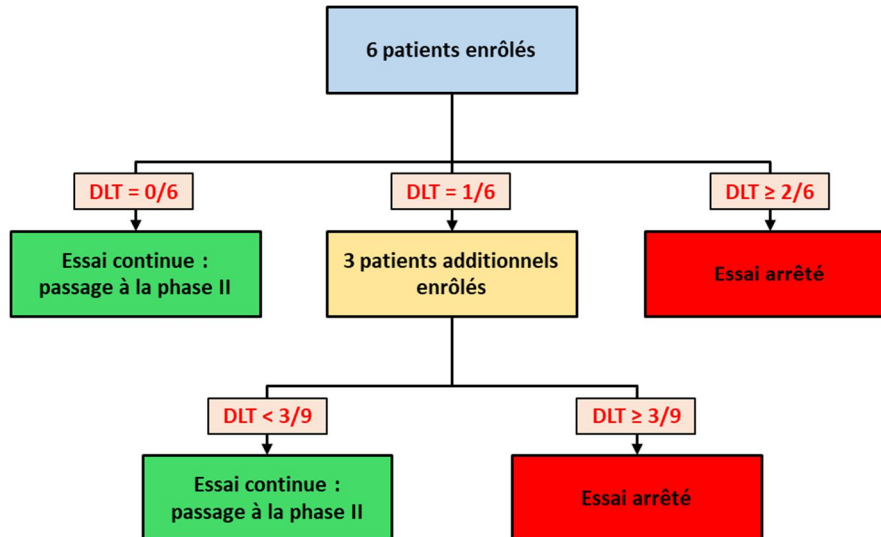 6 patients enrôlés
DLT = 0/6
DLT = 1/6
DLT ≥ 2/6
Essai continue :
passage à la phase II
3 patients additionnels
enrôlés
Essai arrêté
DLT < 3/9
DLT ≥ 3/9
Essai continue :
passage à la phase II
Essai arrêté